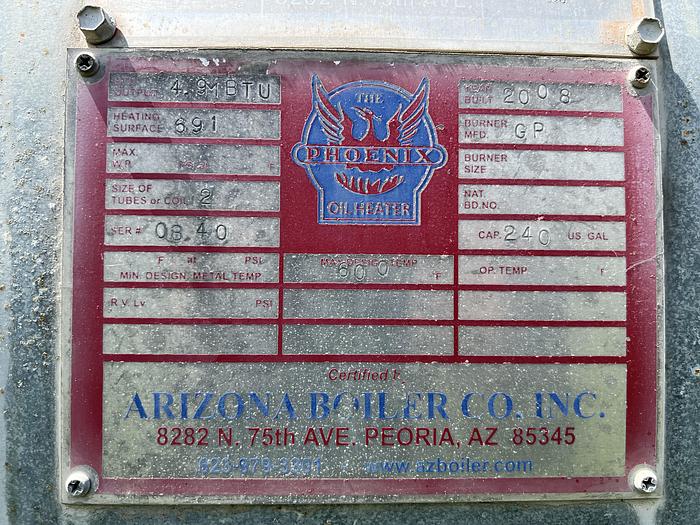 OUTPUT 4.9MBTU
HEATING SURFACE 691
MAX. W.P. PSI F
SIZE OF TUBES or COIL 2
SER # 08.40
F at PSI
MIN. DESIGN. METAL TEMP
R.V. Lv PSI
THE
PHOENIX
OIL HEATER
MAX DESIGN TEMP
600 °F
YEAR BUILT 2008
BURNER MFD. GP
BURNER SIZE
NAT. BD.NO.
CAP. 240 US. GAL
OP. TEMP F
Certified
ARIZONA BOILER CO. INC.
8282 N. 75th AVE. PEORIA, AZ 85345
www.azboiler.com